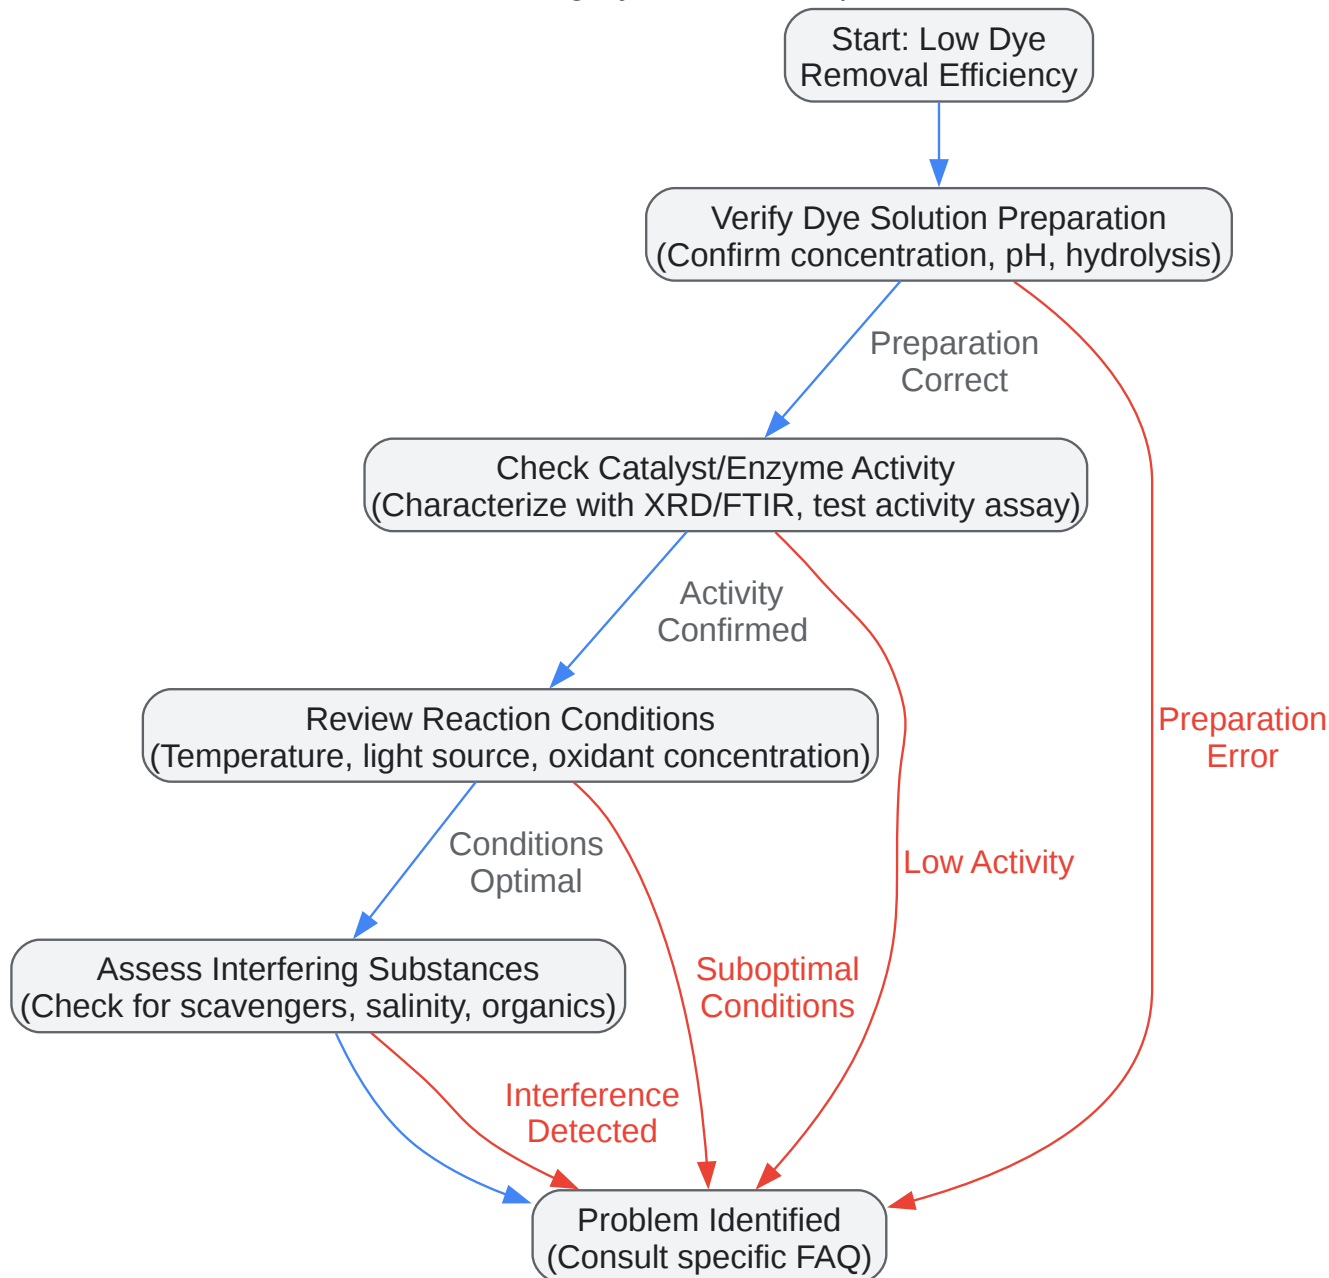 Start: Low Dye
Removal Efficiency
Verify Dye Solution Preparation
(Confirm concentration, pH, hydrolysis)
Preparation
Correct
Check Catalyst/Enzyme Activity
(Characterize with XRD/FTIR, test activity assay)
Activity
Confirmed
Review Reaction Conditions
(Temperature, light source, oxidant concentration)
Preparation
Error
Conditions
Optimal
Low Activity
Assess Interfering Substances
(Check for scavengers, salinity, organics)
Suboptimal
Conditions
Interference
Detected
Problem Identified
(Consult specific FAQ)